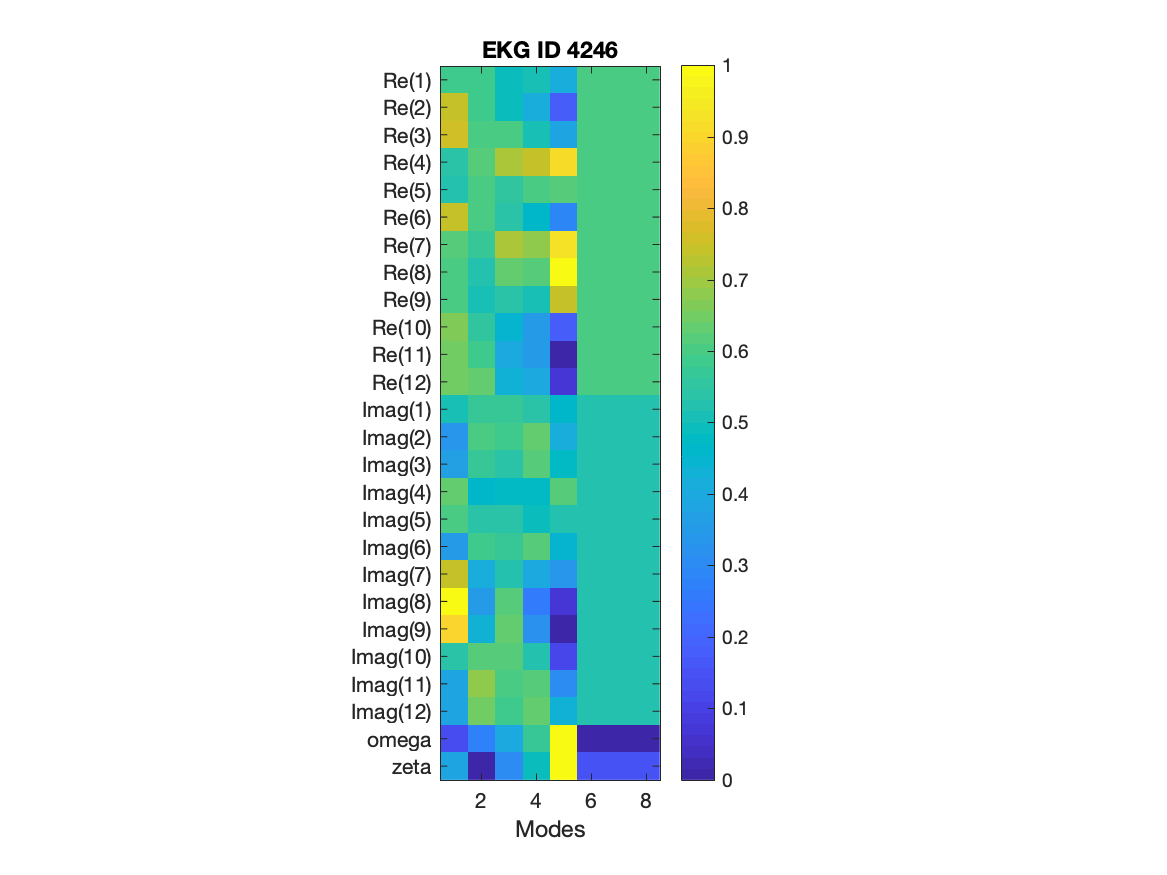 EKG ID 4246
Re(1)
Re(2)
Re(3)
Re(4)
Re(5)
Re(6)
Re(7)
Re(8)
Re(9)
Re(10)
Re(11)
Re(12)
Imag(1)
Imag(2)
Imag(3)
Imag(4)
Imag(5)
Imag(6)
Imag(7)
Imag(8)
Imag(9)
Imag(10)
Imag(11)
Imag(12)
omega
zeta
2 4 6 8
Modes
1
0.9
0.8
0.7
0.6
0.5
0.4
0.3
0.2
0.1
0